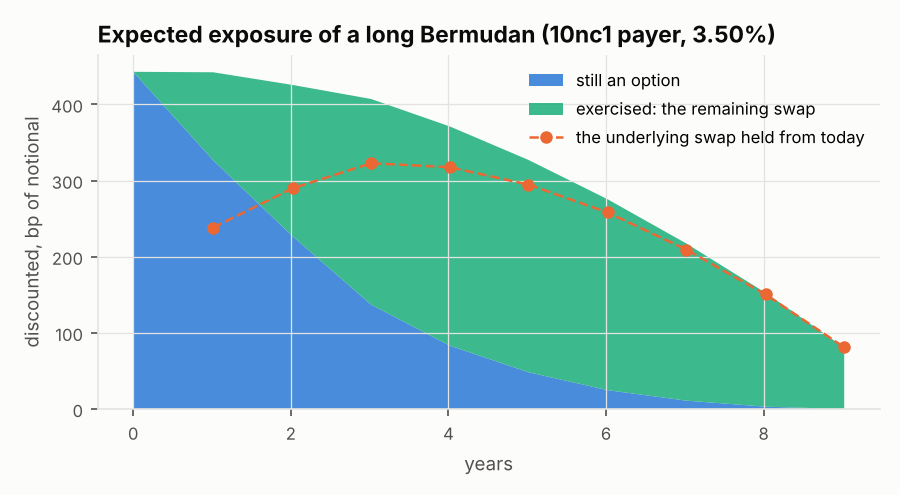 Expected exposure of a long Bermudan (10nc1 payer, 3.50%)
still an option
exercised: the remaining swap
the underlying swap held from today
discounted, bp of notional
400
300
200
100
0
0 2 4 6 8
years